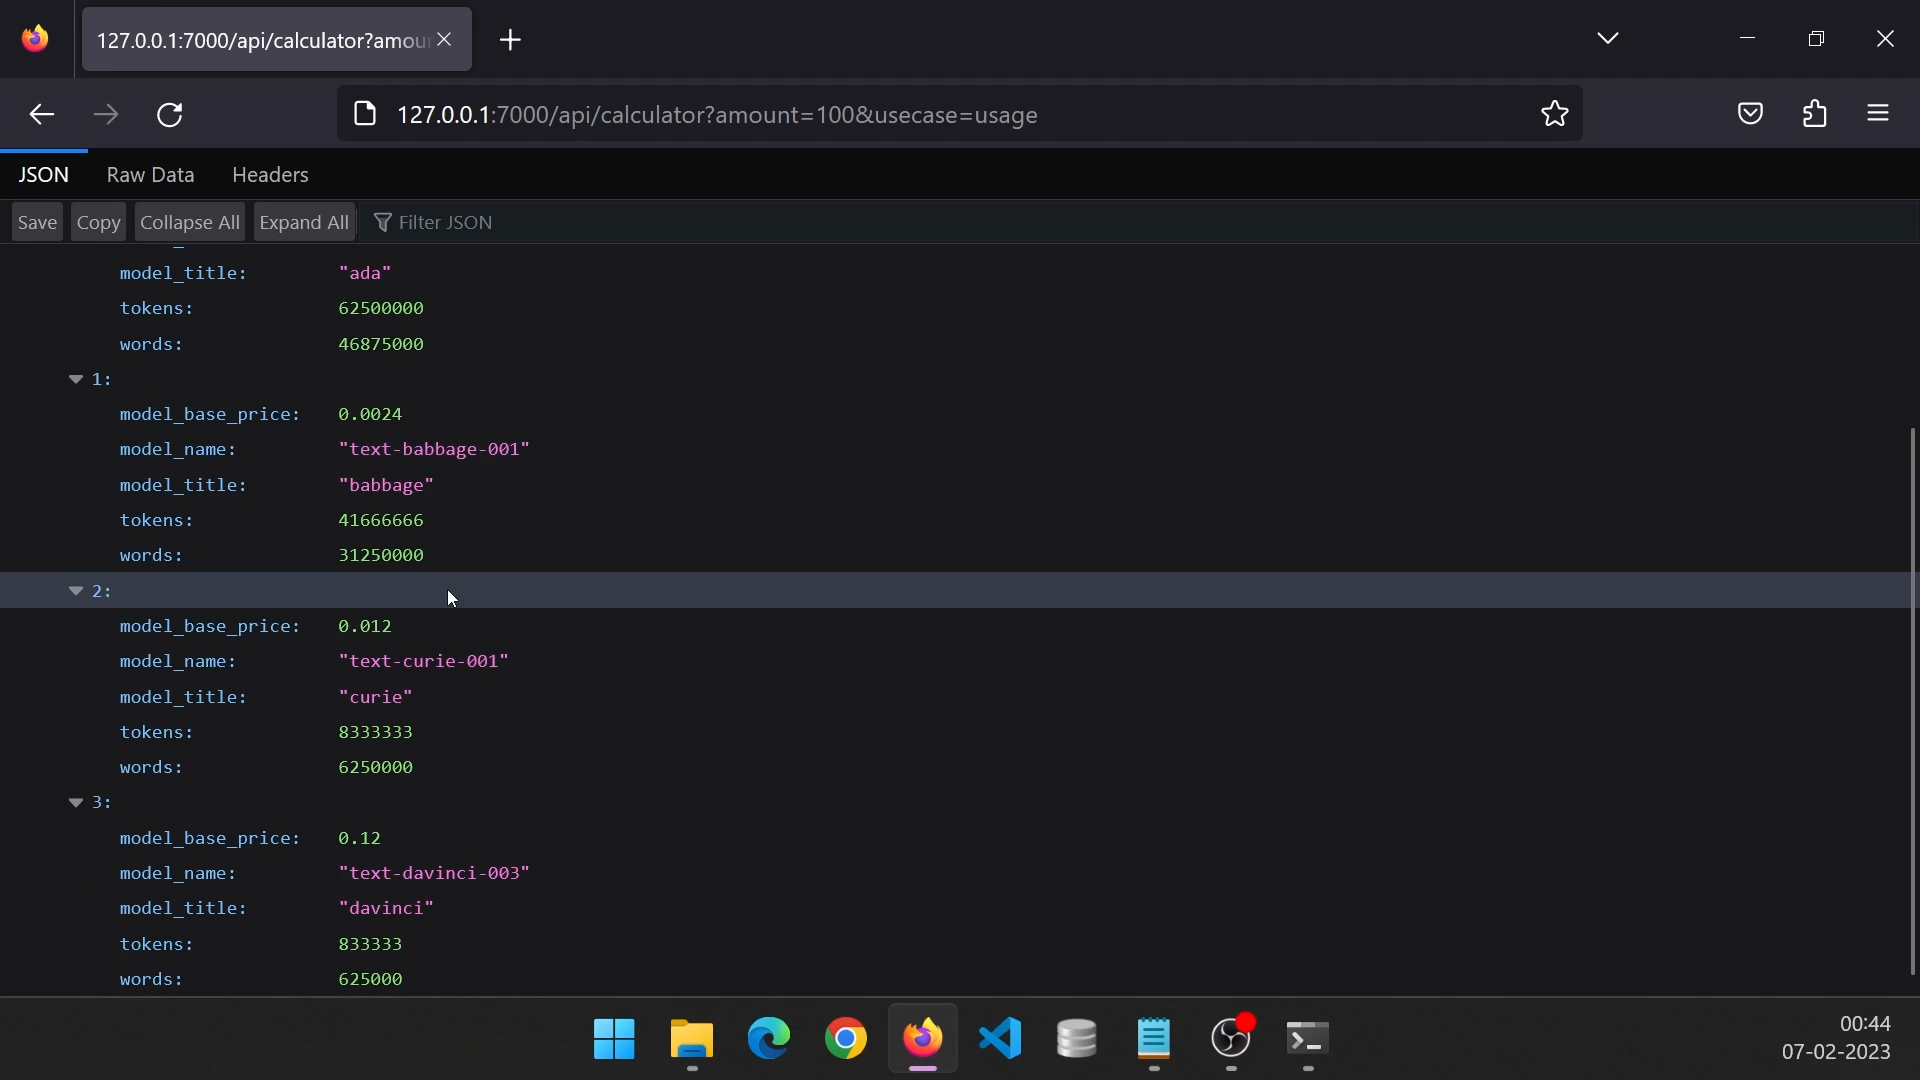 127.0.0.1:7000/api/calculator?amou
127.0.0.1:7000/api/calculator?amount=100&usecase=usage
JSON Raw Data Headers
Save Copy Collapse All Expand All Filter JSON
model_title: "ada"
tokens: 62500000
words: 46875000
1:
model_base_price: 0.0024
model_name: "text-babbage-001"
model_title: "babbage"
tokens: 41666666
words: 31250000
2:
model_base_price: 0.012
model_name: "text-curie-001"
model_title: "curie"
tokens: 8333333
words: 6250000
3:
model_base_price: 0.12
model_name: "text-davinci-003"
model_title: "davinci"
tokens: 833333
words: 625000
00:44
07-02-2023